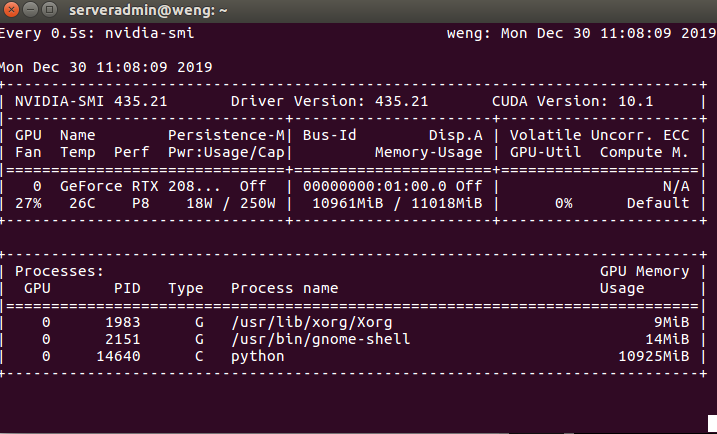 serveradmin@weng: ~
Every 0.5s: nvidia-smi                              weng: Mon Dec 30 11:08:09 2019
Mon Dec 30 11:08:09 2019
+-----------------------------------------------------------------------------+
| NVIDIA-SMI 435.21       Driver Version: 435.21       CUDA Version: 10.1     |
|-------------------------------+----------------------+----------------------+
| GPU  Name        Persistence-M| Bus-Id        Disp.A | Volatile Uncorr. ECC |
| Fan  Temp  Perf  Pwr:Usage/Cap|         Memory-Usage | GPU-Util  Compute M. |
|===============================+======================+======================|
|   0  GeForce RTX 208...  Off  | 00000000:01:00.0 Off |                  N/A |
| 27%   26C    P8    18W / 250W |  10961MiB / 11018MiB |      0%      Default |
+-------------------------------+----------------------+----------------------+
+-----------------------------------------------------------------------------+
| Processes:                                                       GPU Memory |
|  GPU       PID   Type   Process name                             Usage      |
|=============================================================================|
|    0      1983      G   /usr/lib/xorg/Xorg                             9MiB |
|    0      2151      G   /usr/bin/gnome-shell                          14MiB |
|    0     14640      C   python                                     10925MiB |
+-----------------------------------------------------------------------------+